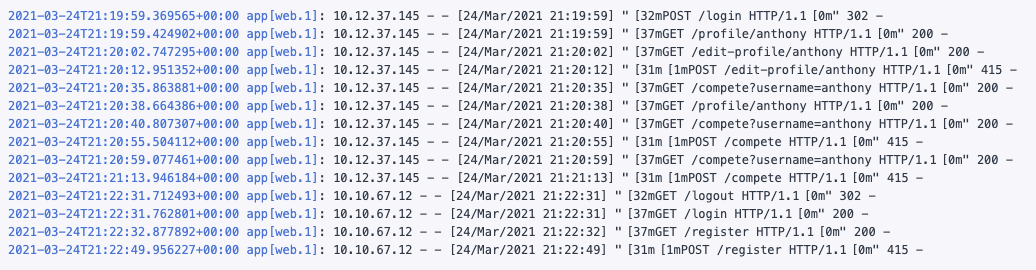 2021-03-24T21:19:59.369565+00:00 app[web.1]: 10.12.37.145 - - [24/Mar/2021 21:19:59] " [32mPOST /login HTTP/1.1 [0m" 302 -
2021-03-24T21:19:59.424902+00:00 app[web.1]: 10.12.37.145 - - [24/Mar/2021 21:19:59] " [37mGET /profile/anthony HTTP/1.1 [0m" 200 -
2021-03-24T21:20:02.747295+00:00 app[web.1]: 10.12.37.145 - - [24/Mar/2021 21:20:02] " [37mGET /edit-profile/anthony HTTP/1.1 [0m" 200 -
2021-03-24T21:20:12.951352+00:00 app[web.1]: 10.12.37.145 - - [24/Mar/2021 21:20:12] " [31m [1mPOST /edit-profile/anthony HTTP/1.1 [0m" 415 -
2021-03-24T21:20:35.863881+00:00 app[web.1]: 10.12.37.145 - - [24/Mar/2021 21:20:35] " [37mGET /compete?username=anthony HTTP/1.1 [0m" 200 -
2021-03-24T21:20:38.664386+00:00 app[web.1]: 10.12.37.145 - - [24/Mar/2021 21:20:38] " [37mGET /profile/anthony HTTP/1.1 [0m" 200 -
2021-03-24T21:20:40.807307+00:00 app[web.1]: 10.12.37.145 - - [24/Mar/2021 21:20:40] " [37mGET /compete?username=anthony HTTP/1.1 [0m" 200 -
2021-03-24T21:20:55.504112+00:00 app[web.1]: 10.12.37.145 - - [24/Mar/2021 21:20:55] " [31m [1mPOST /compete HTTP/1.1 [0m" 415 -
2021-03-24T21:20:59.077461+00:00 app[web.1]: 10.12.37.145 - - [24/Mar/2021 21:20:59] " [37mGET /compete?username=anthony HTTP/1.1 [0m" 200 -
2021-03-24T21:21:13.946184+00:00 app[web.1]: 10.12.37.145 - - [24/Mar/2021 21:21:13] " [31m [1mPOST /compete HTTP/1.1 [0m" 415 -
2021-03-24T21:22:31.712493+00:00 app[web.1]: 10.10.67.12 - - [24/Mar/2021 21:22:31] " [32mGET /logout HTTP/1.1 [0m" 302 -
2021-03-24T21:22:31.762801+00:00 app[web.1]: 10.10.67.12 - - [24/Mar/2021 21:22:31] " [37mGET /login HTTP/1.1 [0m" 200 -
2021-03-24T21:22:32.877892+00:00 app[web.1]: 10.10.67.12 - - [24/Mar/2021 21:22:32] " [37mGET /register HTTP/1.1 [0m" 200 -
2021-03-24T21:22:49.956227+00:00 app[web.1]: 10.10.67.12 - - [24/Mar/2021 21:22:49] " [31m [1mPOST /register HTTP/1.1 [0m" 415 -